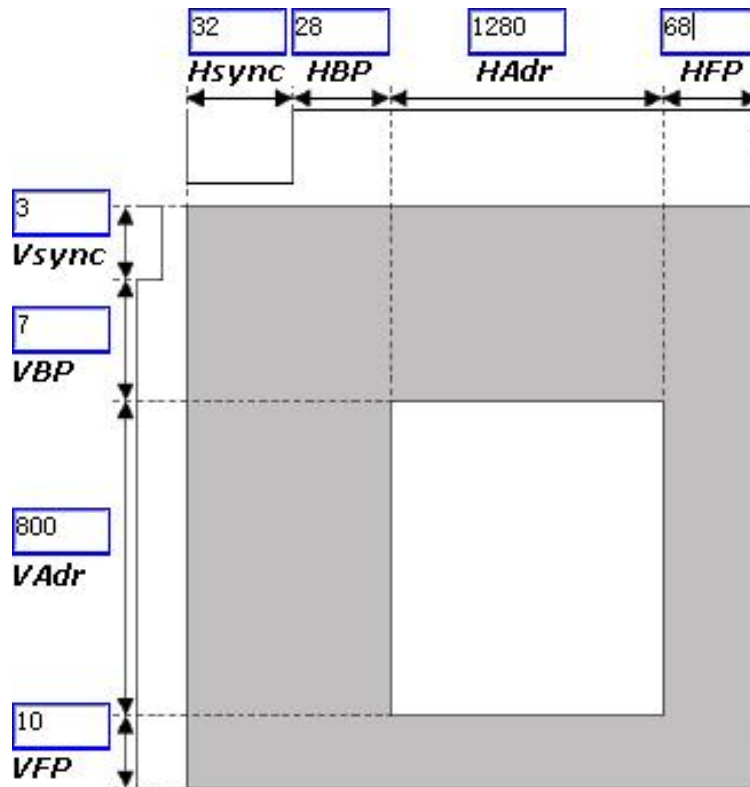 32 28 1280 68
Hsync HBP HAdr HFP
3
Vsync
7
VBP
800
VAdr
10
VFP